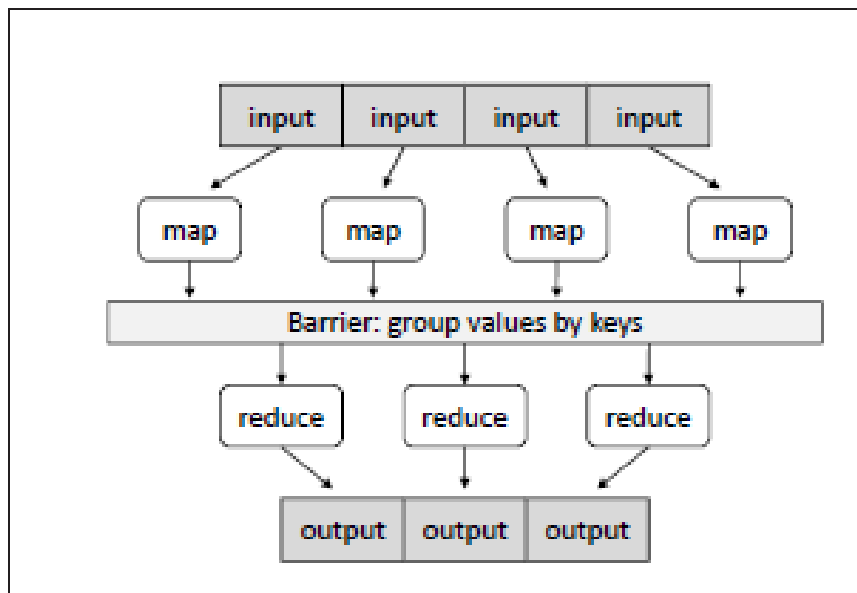 input input input input
map map map map
Barrier: group values by keys
reduce reduce reduce
output output output